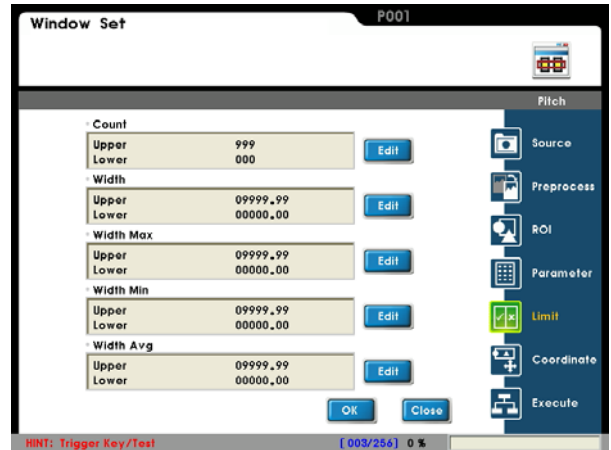 Window Set
P001
Pitch
Count
Upper 999
Lower 000
Edit
Width
Upper 09999.99
Lower 00000.00
Edit
Width Max
Upper 09999.99
Lower 00000.00
Edit
Width Min
Upper 09999.99
Lower 00000.00
Edit
Width Avg
Upper 09999.99
Lower 00000.00
Edit
OK Close
Source
Preprocess
ROI
Parameter
Limit
Coordinate
Execute
HINT: Trigger Key/Test [003/256] 0 %